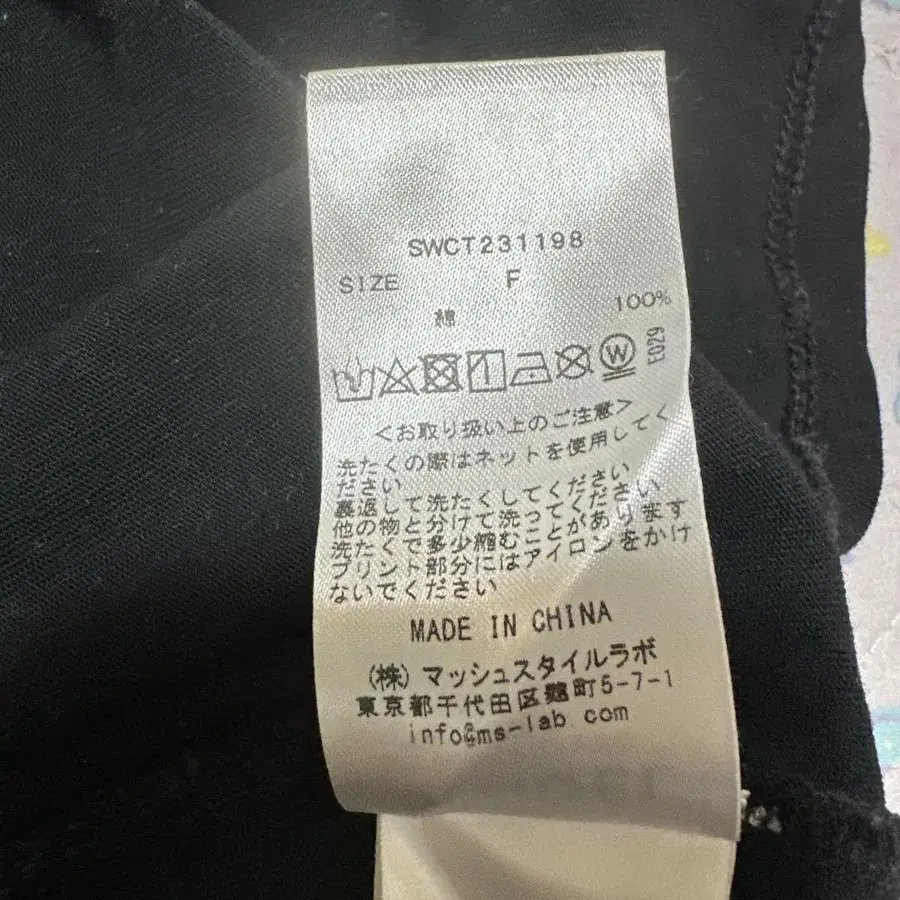 SWCT231198
SIZE F
綿 100%
W
E029
<お取り扱い上のご注意>
洗たくの際はネットを使用してく
ださい
裏返して洗たくしてください
他の物と分けて洗ってください
洗たくで多少縮むことがあります
プリント部分にはアイロンをかけ
ないでください
MADE IN CHINA
(株) マッシュスタイルラボ
東京都千代田区麹町5-7-1
info@ms-lab com